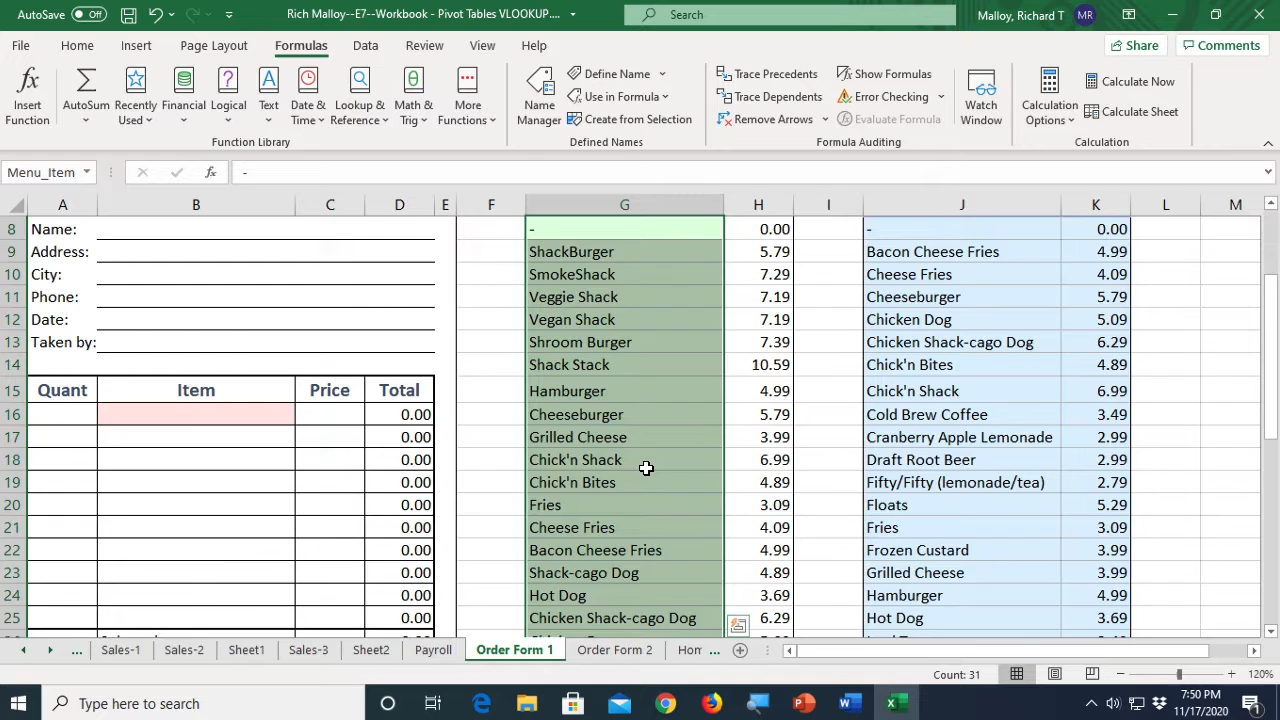 AutoSave Off Rich Malloy--E7--Workbook - Pivot Tables VLOOKUP.... Search Malloy, Richard T MR
File Home Insert Page Layout Formulas Data Review View Help Share Comments
Insert Function
AutoSum
Recently Used
Financial
Logical
Text
Date & Time
Lookup & Reference
Math & Trig
More Functions
Function Library
Name Manager
Define Name
Use in Formula
Create from Selection
Defined Names
Trace Precedents
Trace Dependents
Remove Arrows
Show Formulas
Error Checking
Evaluate Formula
Formula Auditing
Watch Window
Calculation Options
Calculate Now
Calculate Sheet
Calculation
Menu_Item fx -
A B C D E F G H I J K L M
8 Name: - 0.00 - 0.00
9 Address: ShackBurger 5.79 Bacon Cheese Fries 4.99
10 City: SmokeShack 7.29 Cheese Fries 4.09
11 Phone: Veggie Shack 7.19 Cheeseburger 5.79
12 Date: Vegan Shack 7.19 Chicken Dog 5.09
13 Taken by: Shroom Burger 7.39 Chicken Shack-cago Dog 6.29
14 Shack Stack 10.59 Chick'n Bites 4.89
15 Quant Item Price Total Hamburger 4.99 Chick'n Shack 6.99
16 0.00 Cheeseburger 5.79 Cold Brew Coffee 3.49
17 0.00 Grilled Cheese 3.99 Cranberry Apple Lemonade 2.99
18 0.00 Chick'n Shack 6.99 Draft Root Beer 2.99
19 0.00 Chick'n Bites 4.89 Fifty/Fifty (lemonade/tea) 2.79
20 0.00 Fries 3.09 Floats 5.29
21 0.00 Cheese Fries 4.09 Fries 3.09
22 0.00 Bacon Cheese Fries 4.99 Frozen Custard 3.99
23 0.00 Shack-cago Dog 4.89 Grilled Cheese 3.99
24 0.00 Hot Dog 3.69 Hamburger 4.99
25 0.00 Chicken Shack-cago Dog 6.29 Hot Dog 3.69
... Sales-1 Sales-2 Sheet1 Sales-3 Sheet2 Payroll Order Form 1 Order Form 2 Hom ...
Count: 31 120%
Type here to search 7:50 PM
11/17/2020 1